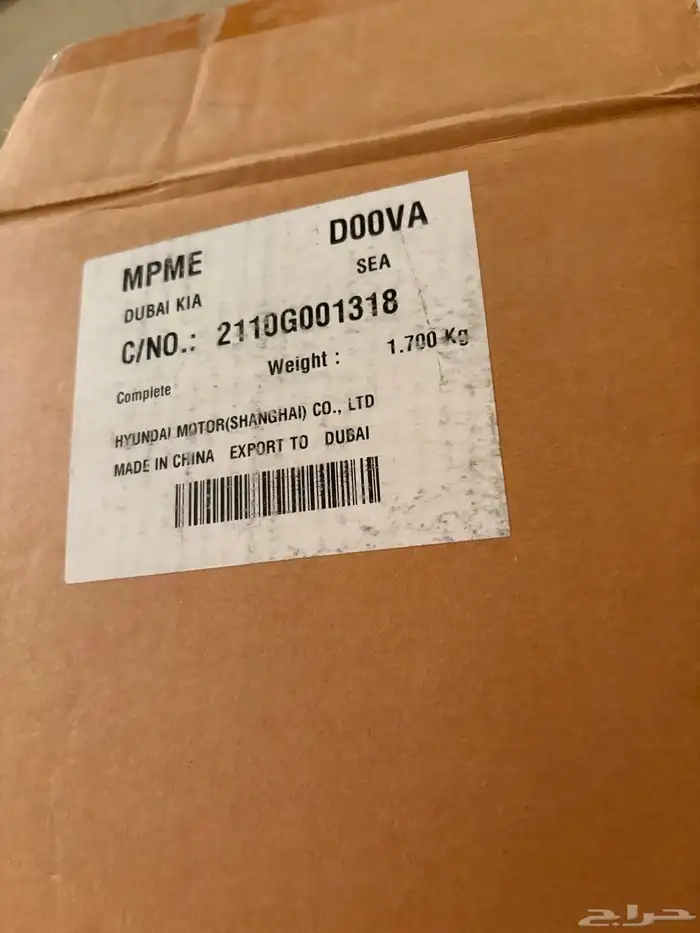 MPME D00VA
DUBAI KIA SEA
C/NO.: 2110G001318
Weight : 1.700 Kg
Complete
HYUNDAI MOTOR(SHANGHAI) CO., LTD
MADE IN CHINA EXPORT TO DUBAI
حراج